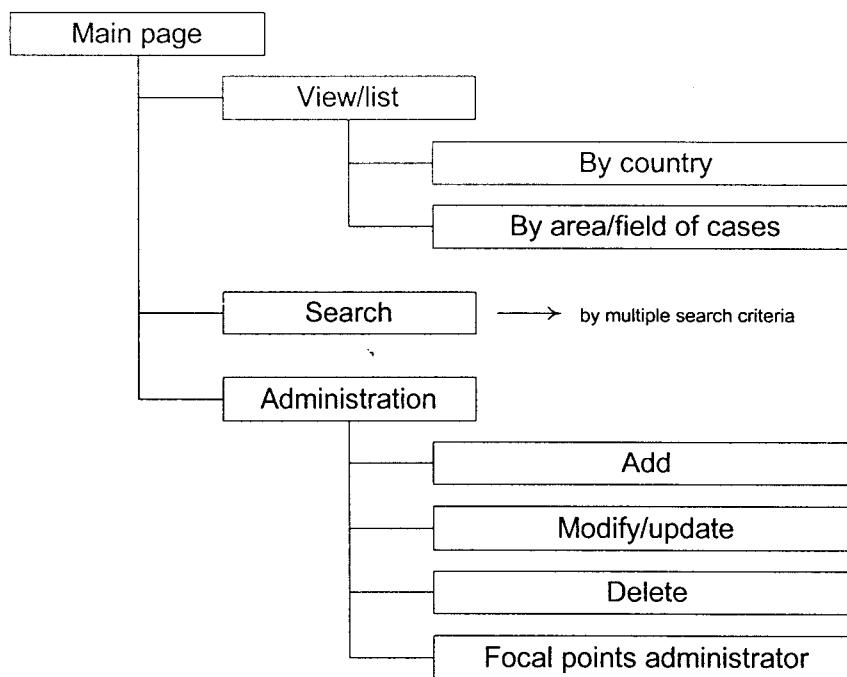 Main page
View/list
By country
By area/field of cases
Search
by multiple search criteria
Administration
Add
Modify/update
Delete
Focal points administrator